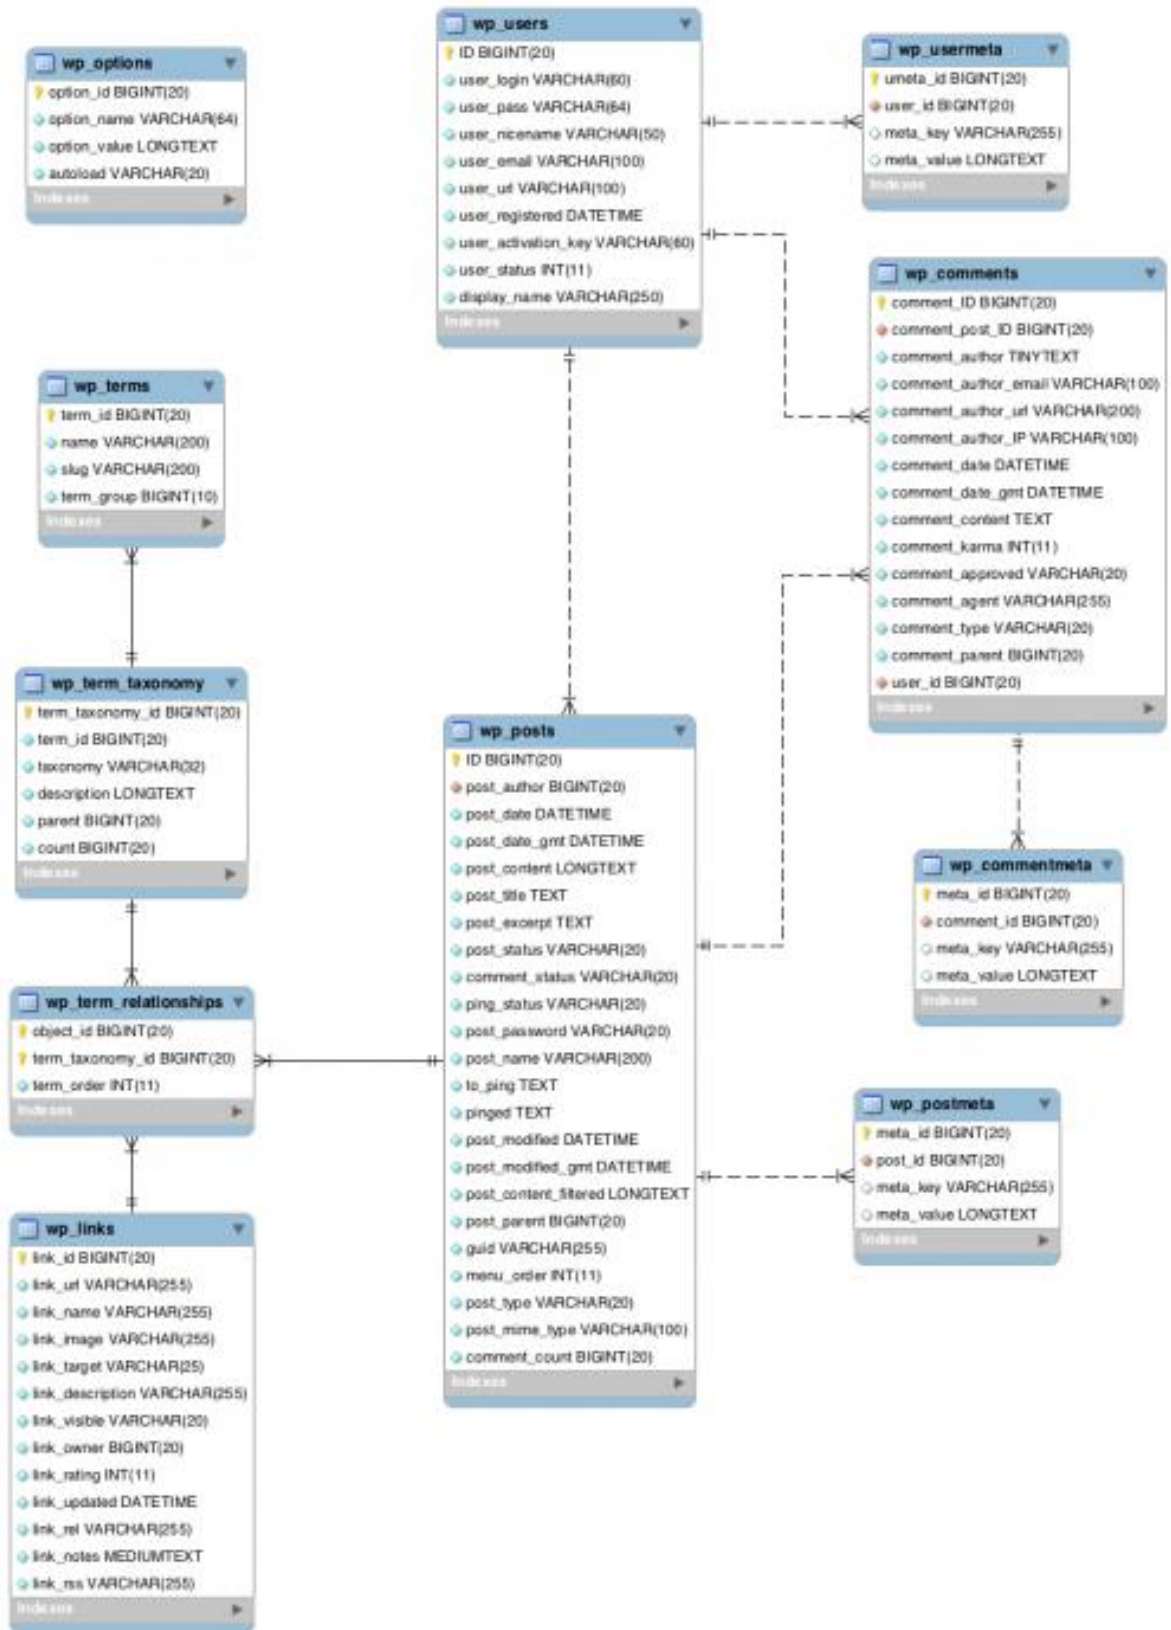 wp_options
option_id BIGINT(20)
option_name VARCHAR(64)
option_value LONGTEXT
autoload VARCHAR(20)
Indexes
wp_users
ID BIGINT(20)
user_login VARCHAR(60)
user_pass VARCHAR(64)
user_nicename VARCHAR(50)
user_email VARCHAR(100)
user_url VARCHAR(100)
user_registered DATETIME
user_activation_key VARCHAR(60)
user_status INT(11)
display_name VARCHAR(250)
Indexes
wp_usermeta
umeta_id BIGINT(20)
user_id BIGINT(20)
meta_key VARCHAR(255)
meta_value LONGTEXT
Indexes
wp_comments
comment_ID BIGINT(20)
comment_post_ID BIGINT(20)
comment_author TINYTEXT
comment_author_email VARCHAR(100)
comment_author_url VARCHAR(200)
comment_author_IP VARCHAR(100)
comment_date DATETIME
comment_date_gmt DATETIME
comment_content TEXT
comment_karma INT(11)
comment_approved VARCHAR(20)
comment_agent VARCHAR(255)
comment_type VARCHAR(20)
comment_parent BIGINT(20)
user_id BIGINT(20)
Indexes
wp_terms
term_id BIGINT(20)
name VARCHAR(200)
slug VARCHAR(200)
term_group BIGINT(10)
Indexes
wp_term_taxonomy
term_taxonomy_id BIGINT(20)
term_id BIGINT(20)
taxonomy VARCHAR(32)
description LONGTEXT
parent BIGINT(20)
count BIGINT(20)
Indexes
wp_posts
ID BIGINT(20)
post_author BIGINT(20)
post_date DATETIME
post_date_gmt DATETIME
post_content LONGTEXT
post_title TEXT
post_excerpt TEXT
post_status VARCHAR(20)
comment_status VARCHAR(20)
ping_status VARCHAR(20)
post_password VARCHAR(20)
post_name VARCHAR(200)
to_ping TEXT
pinged TEXT
post_modified DATETIME
post_modified_gmt DATETIME
post_content_filtered LONGTEXT
post_parent BIGINT(20)
guid VARCHAR(255)
menu_order INT(11)
post_type VARCHAR(20)
post_mime_type VARCHAR(100)
comment_count BIGINT(20)
Indexes
wp_commentmeta
meta_id BIGINT(20)
comment_id BIGINT(20)
meta_key VARCHAR(255)
meta_value LONGTEXT
Indexes
wp_term_relationships
object_id BIGINT(20)
term_taxonomy_id BIGINT(20)
term_order INT(11)
Indexes
wp_postmeta
meta_id BIGINT(20)
post_id BIGINT(20)
meta_key VARCHAR(255)
meta_value LONGTEXT
Indexes
wp_links
link_id BIGINT(20)
link_url VARCHAR(255)
link_name VARCHAR(255)
link_image VARCHAR(255)
link_target VARCHAR(25)
link_description VARCHAR(255)
link_visible VARCHAR(20)
link_owner BIGINT(20)
link_rating INT(11)
link_updated DATETIME
link_rel VARCHAR(255)
link_notes MEDIUMTEXT
link_rss VARCHAR(255)
Indexes